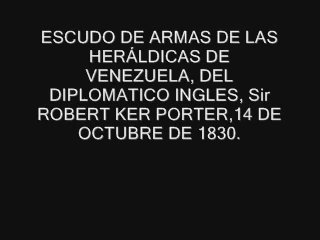 ESCUDO DE ARMAS DE LAS
HERÁLDICAS DE
VENEZUELA, DEL
DIPLOMATICO INGLES, Sir
ROBERT KER PORTER,14 DE
OCTUBRE DE 1830.